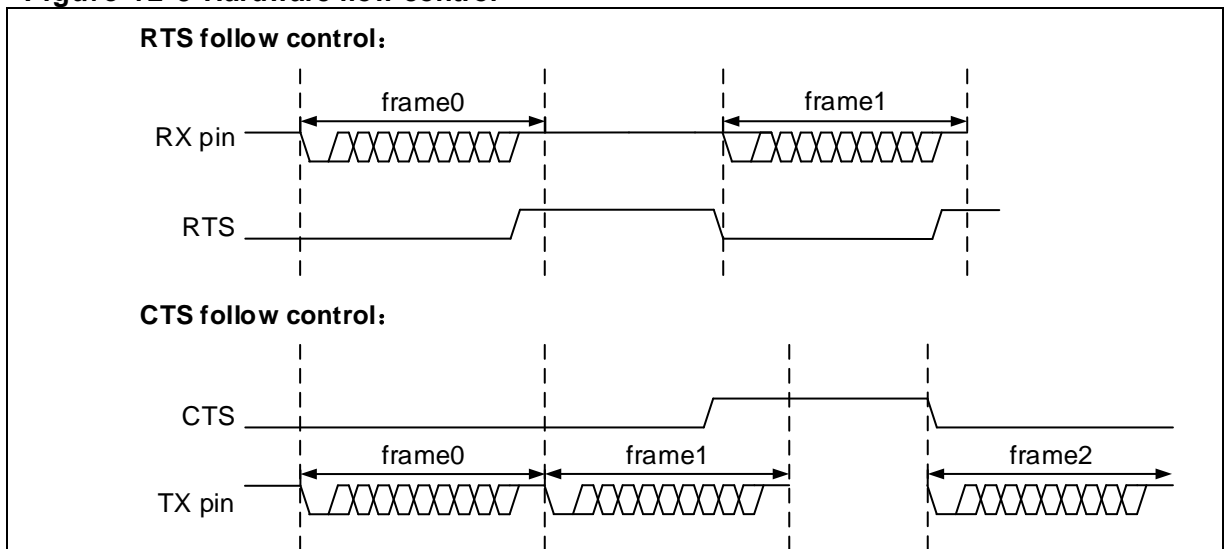 RTS follow control：
frame0
frame1
RX pin
RTS
CTS follow control：
CTS
frame0
frame1
frame2
TX pin